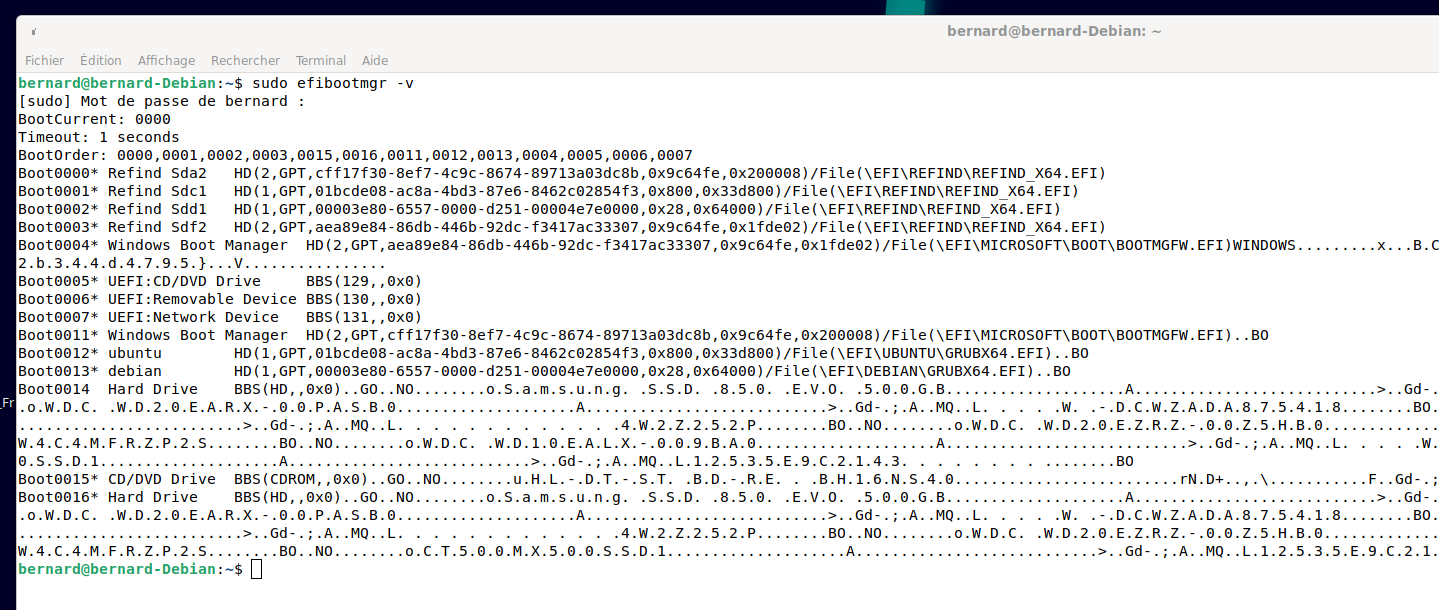 bernard@bernard-Debian: ~
Fichier Édition Affichage Rechercher Terminal Aide
bernard@bernard-Debian:~$ sudo efibootmgr -v
[sudo] Mot de passe de bernard :
BootCurrent: 0000
Timeout: 1 seconds
BootOrder: 0000,0001,0002,0003,0015,0016,0011,0012,0013,0004,0005,0006,0007
Boot0000* Refind Sda2   HD(2,GPT,cff17f30-8ef7-4c9c-8674-89713a03dc8b,0x9c64fe,0x200008)/File(\EFI\REFIND\REFIND_X64.EFI)
Boot0001* Refind Sdc1   HD(1,GPT,01bcde08-ac8a-4bd3-87e6-8462c02854f3,0x800,0x33d800)/File(\EFI\REFIND\REFIND_X64.EFI)
Boot0002* Refind Sdd1   HD(1,GPT,00003e80-6557-0000-d251-00004e7e0000,0x28,0x64000)/File(\EFI\REFIND\REFIND_X64.EFI)
Boot0003* Refind Sdf2   HD(2,GPT,aea89e84-86db-446b-92dc-f3417ac33307,0x9c64fe,0x1fde02)/File(\EFI\REFIND\REFIND_X64.EFI)
Boot0004* Windows Boot Manager  HD(2,GPT,aea89e84-86db-446b-92dc-f3417ac33307,0x9c64fe,0x1fde02)/File(\EFI\MICROSOFT\BOOT\BOOTMGFW.EFI)WINDOWS.........x...B.C
2.b.3.4.4.d.4.7.9.5.}...V................
Boot0005* UEFI:CD/DVD Drive     BBS(129,,0x0)
Boot0006* UEFI:Removable Device BBS(130,,0x0)
Boot0007* UEFI:Network Device   BBS(131,,0x0)
Boot0011* Windows Boot Manager  HD(2,GPT,cff17f30-8ef7-4c9c-8674-89713a03dc8b,0x9c64fe,0x200008)/File(\EFI\MICROSOFT\BOOT\BOOTMGFW.EFI)..BO
Boot0012* ubuntu        HD(1,GPT,01bcde08-ac8a-4bd3-87e6-8462c02854f3,0x800,0x33d800)/File(\EFI\UBUNTU\GRUBX64.EFI)..BO
Boot0013* debian        HD(1,GPT,00003e80-6557-0000-d251-00004e7e0000,0x28,0x64000)/File(\EFI\DEBIAN\GRUBX64.EFI)..BO
Boot0014  Hard Drive    BBS(HD,,0x0)..GO..NO........o.S.a.m.s.u.n.g. .S.S.D. .8.5.0. .E.V.O. .5.0.0.G.B....................A...........................>..Gd-.
.o.W.D.C. .W.D.2.0.E.A.R.X.-.0.0.P.A.S.B.0....................A...........................>..Gd-.;.A..MQ..L. . . . .W. .-.D.C.W.Z.A.D.A.8.7.5.4.1.8........BO.
.........................>..Gd-.;.A..MQ..L. . . . . . . . . . . .4.W.2.Z.2.5.2.P........BO..NO........o.W.D.C. .W.D.2.0.E.Z.R.Z.-.0.0.Z.5.H.B.0.............
W.4.C.4.M.F.R.Z.P.2.S........BO..NO........o.W.D.C. .W.D.1.0.E.A.L.X.-.0.0.9.B.A.0....................A...........................>..Gd-.;.A..MQ..L. . . . .W.
0.S.S.D.1....................A...........................>..Gd-.;.A..MQ..L.1.2.5.3.5.E.9.C.2.1.4.3. . . . . . . . ........BO
Boot0015* CD/DVD Drive  BBS(CDROM,,0x0)..GO..NO........u.H.L.-.D.T.-.S.T. .B.D.-.R.E. . .B.H.1.6.N.S.4.0.........................rN.D+..,.\...........F..Gd-.;
Boot0016* Hard Drive    BBS(HD,,0x0)..GO..NO........o.S.a.m.s.u.n.g. .S.S.D. .8.5.0. .E.V.O. .5.0.0.G.B....................A...........................>..Gd-.
.o.W.D.C. .W.D.2.0.E.A.R.X.-.0.0.P.A.S.B.0....................A...........................>..Gd-.;.A..MQ..L. . . . .W. .-.D.C.W.Z.A.D.A.8.7.5.4.1.8........BO.
.........................>..Gd-.;.A..MQ..L. . . . . . . . . . . .4.W.2.Z.2.5.2.P........BO..NO........o.W.D.C. .W.D.2.0.E.Z.R.Z.-.0.0.Z.5.H.B.0.............
W.4.C.4.M.F.R.Z.P.2.S........BO..NO........o.C.T.5.0.0.M.X.5.0.0.S.S.D.1....................A...........................>..Gd-.;.A..MQ..L.1.2.5.3.5.E.9.C.2.1.
bernard@bernard-Debian:~$
_Fr